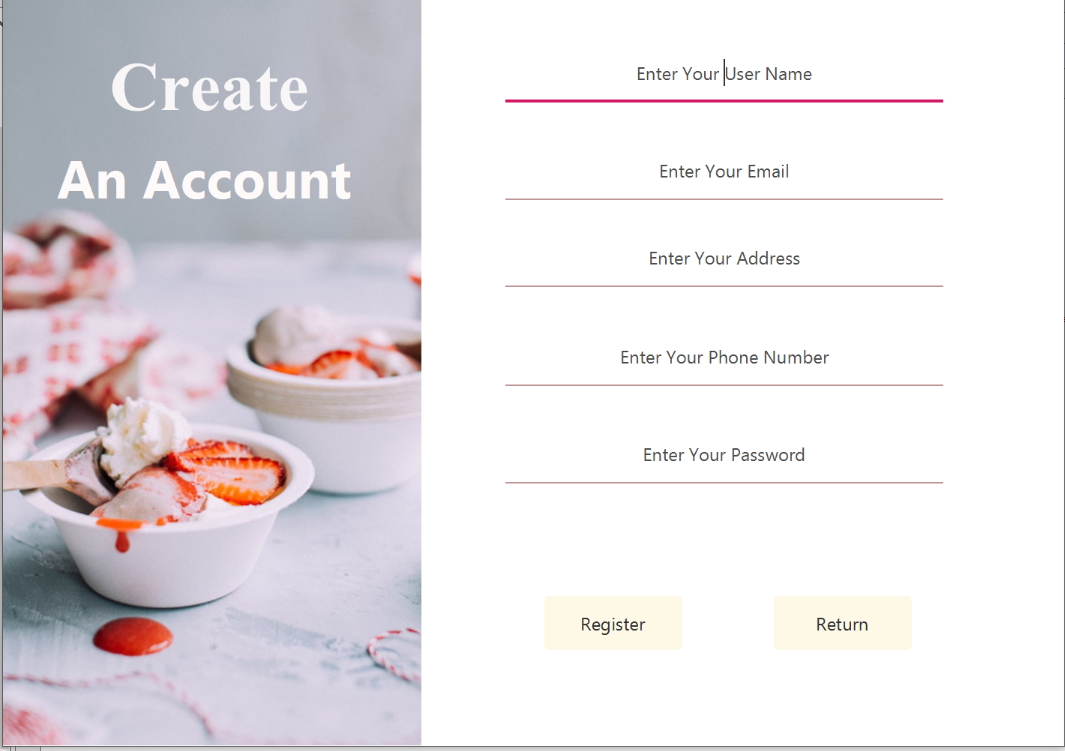 Create
An Account
Enter Your User Name
Enter Your Email
Enter Your Address
Enter Your Phone Number
Enter Your Password
Register
Return